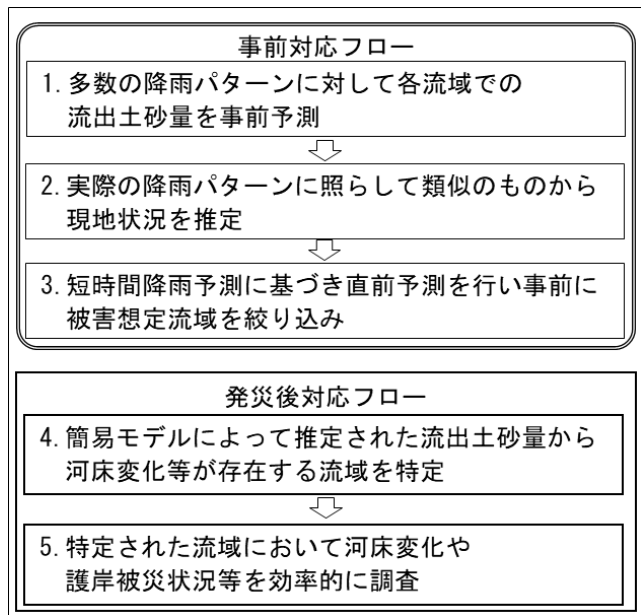 事前対応フロー
1. 多数の降雨パターンに対して各流域での
流出土砂量を事前予測
2. 実際の降雨パターンに照らして類似のものから
現地状況を推定
3. 短時間降雨予測に基づき直前予測を行い事前に
被害想定流域を絞り込み
発災後対応フロー
4. 簡易モデルによって推定された流出土砂量から
河床変化等が存在する流域を特定
5. 特定された流域において河床変化や
護岸被災状況等を効率的に調査